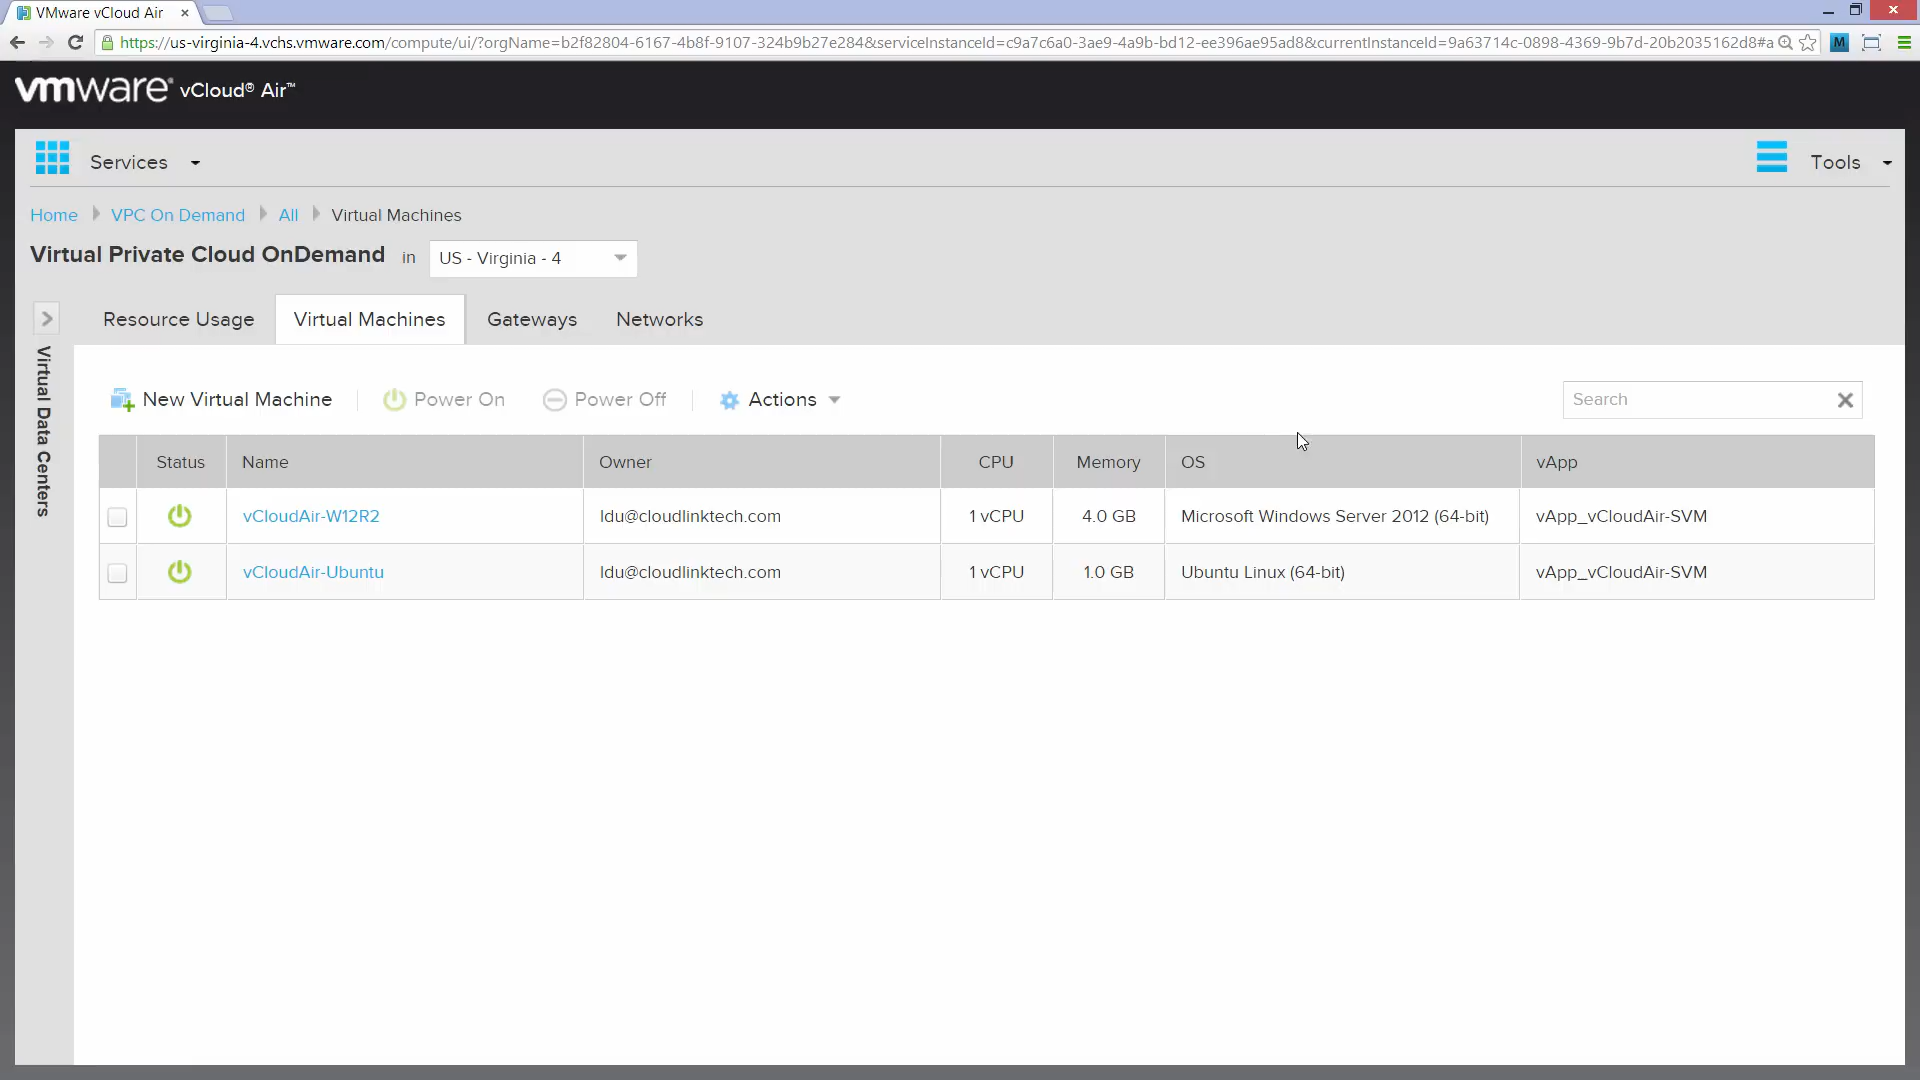 VMware vCloud Air
https://us-virginia-4.vchs.vmware.com/compute/ui/?orgName=b2f82804-6167-4b8f-9107-324b9b27e284&serviceInstanceId=c9a7c6a0-3ae9-4a9b-bd12-ee396ae95ad8&currentInstanceId=9a63714c-0898-4369-9b7d-20b2035162d8#a
M
vmware® vCloud® Air™
Services
Tools
Home VPC On Demand All Virtual Machines
Virtual Private Cloud OnDemand in US - Virginia - 4
Virtual Data Centers
Resource Usage Virtual Machines Gateways Networks
New Virtual Machine Power On Power Off Actions Search
Status Name Owner CPU Memory OS vApp
vCloudAir-W12R2 ldu@cloudlinktech.com 1 vCPU 4.0 GB Microsoft Windows Server 2012 (64-bit) vApp_vCloudAir-SVM
vCloudAir-Ubuntu ldu@cloudlinktech.com 1 vCPU 1.0 GB Ubuntu Linux (64-bit) vApp_vCloudAir-SVM